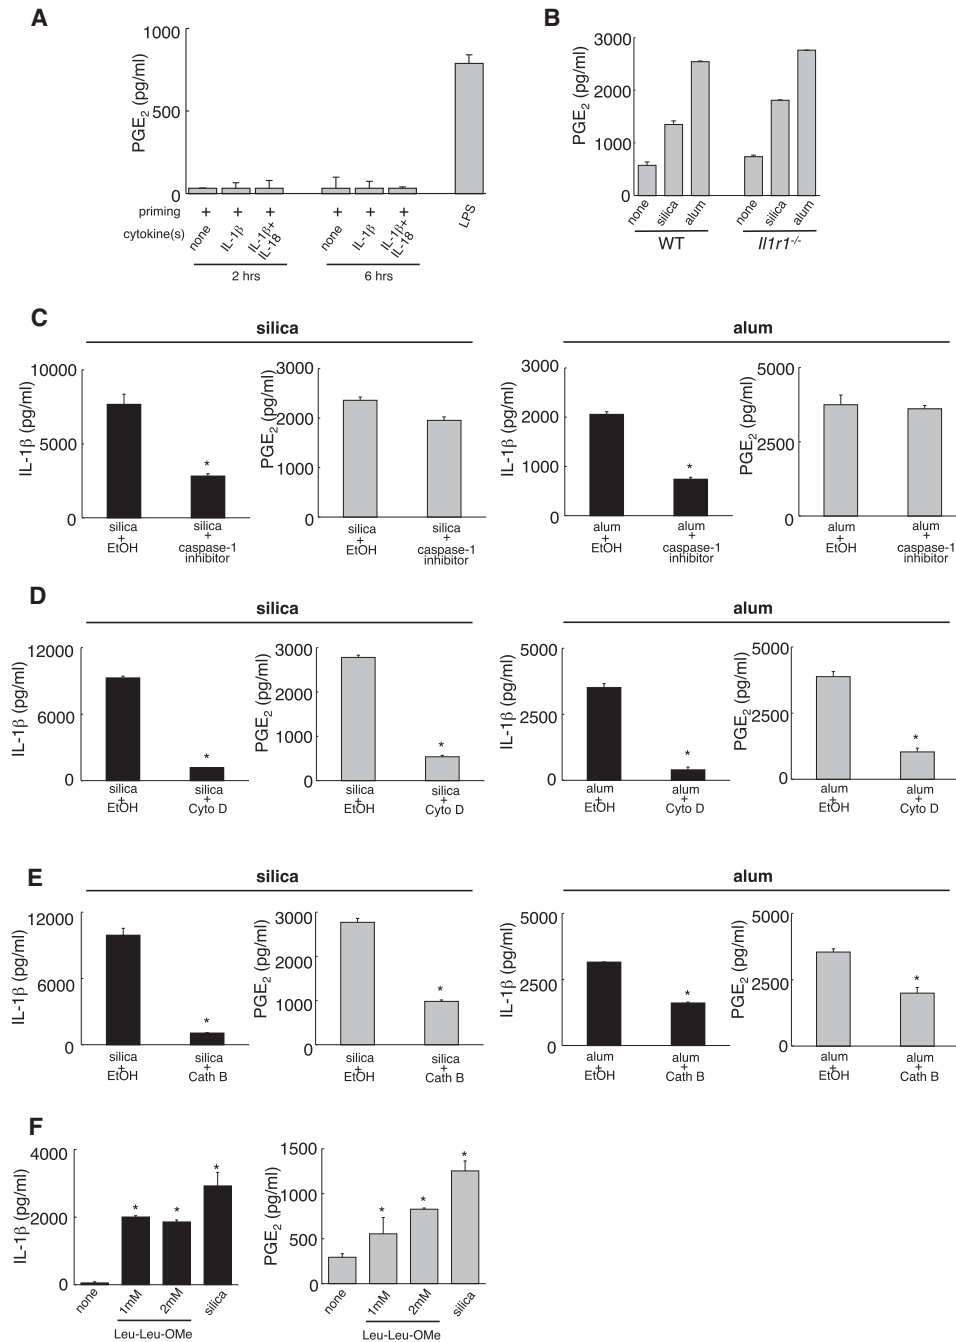 A
PGE2 (pg/ml)
1000
500
0
priming + + + + + +
cytokine(s) none IL-1β IL-1β+ IL-18 none IL-1β IL-1β+ IL-18 LPS
2 hrs 6 hrs
B
PGE2 (pg/ml)
3000
2000
1000
0
none silica alum none silica alum
WT Il1r1-/-
C
silica alum
IL-1β (pg/ml)
10000
5000
0
*
silica + EtOH silica + caspase-1 inhibitor
PGE2 (pg/ml)
3000
2000
1000
0
silica + EtOH silica + caspase-1 inhibitor
IL-1β (pg/ml)
3000
2000
1000
0
*
alum + EtOH alum + caspase-1 inhibitor
PGE2 (pg/ml)
5000
2500
0
alum + EtOH alum + caspase-1 inhibitor
D
silica alum
IL-1β (pg/ml)
12000
6000
0
*
silica + EtOH silica + Cyto D
PGE2 (pg/ml)
3000
2000
1000
0
*
silica + EtOH silica + Cyto D
IL-1β (pg/ml)
5000
2500
0
*
alum + EtOH alum + Cyto D
PGE2 (pg/ml)
5000
2500
0
*
alum + EtOH alum + Cyto D
E
silica alum
IL-1β (pg/ml)
12000
6000
0
*
silica + EtOH silica + Cath B
PGE2 (pg/ml)
3000
2000
1000
0
*
silica + EtOH silica + Cath B
IL-1β (pg/ml)
5000
2500
0
*
alum + EtOH alum + Cath B
PGE2 (pg/ml)
5000
2500
0
*
alum + EtOH alum + Cath B
F
IL-1β (pg/ml)
4000
2000
0
* * *
none 1mM 2mM silica
Leu-Leu-OMe
PGE2 (pg/ml)
1500
1000
500
0
* * *
none 1mM 2mM silica
Leu-Leu-OMe